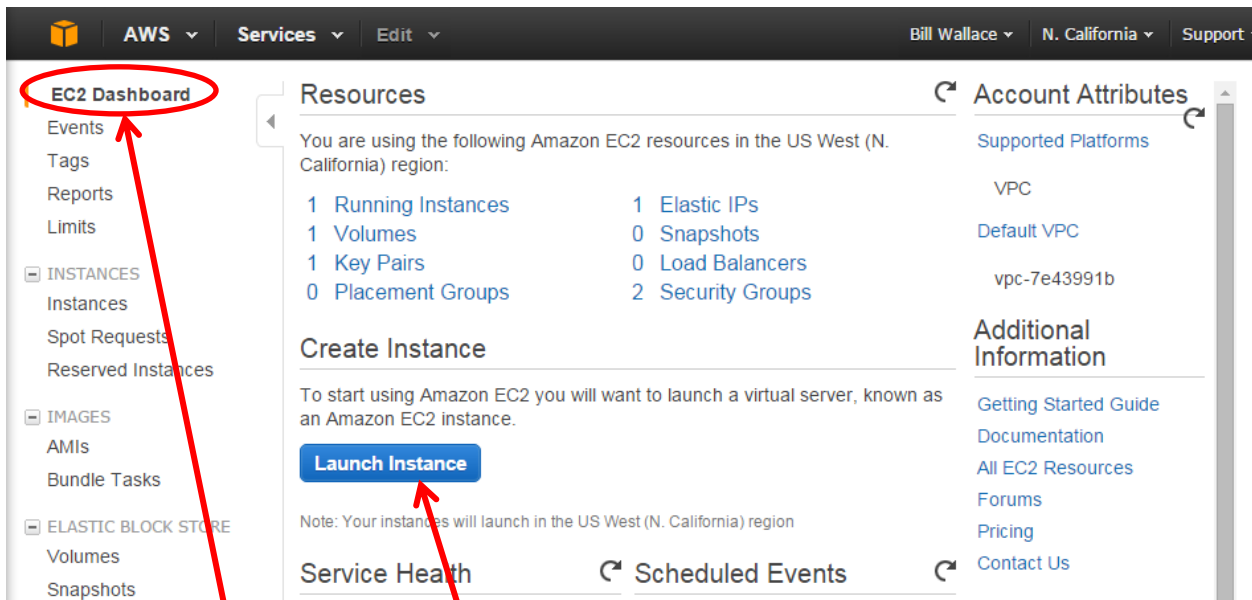 AWS Services Edit Bill Wallace N. California Support
EC2 Dashboard
Events
Tags
Reports
Limits
INSTANCES
Instances
Spot Requests
Reserved Instances
IMAGES
AMIs
Bundle Tasks
ELASTIC BLOCK STORE
Volumes
Snapshots
Resources
You are using the following Amazon EC2 resources in the US West (N.
California) region:
1 Running Instances 1 Elastic IPs
1 Volumes 0 Snapshots
1 Key Pairs 0 Load Balancers
0 Placement Groups 2 Security Groups
Create Instance
To start using Amazon EC2 you will want to launch a virtual server, known as
an Amazon EC2 instance.
Launch Instance
Note: Your instances will launch in the US West (N. California) region
Service Health Scheduled Events
Account Attributes
Supported Platforms
VPC
Default VPC
vpc-7e43991b
Additional
Information
Getting Started Guide
Documentation
All EC2 Resources
Forums
Pricing
Contact Us